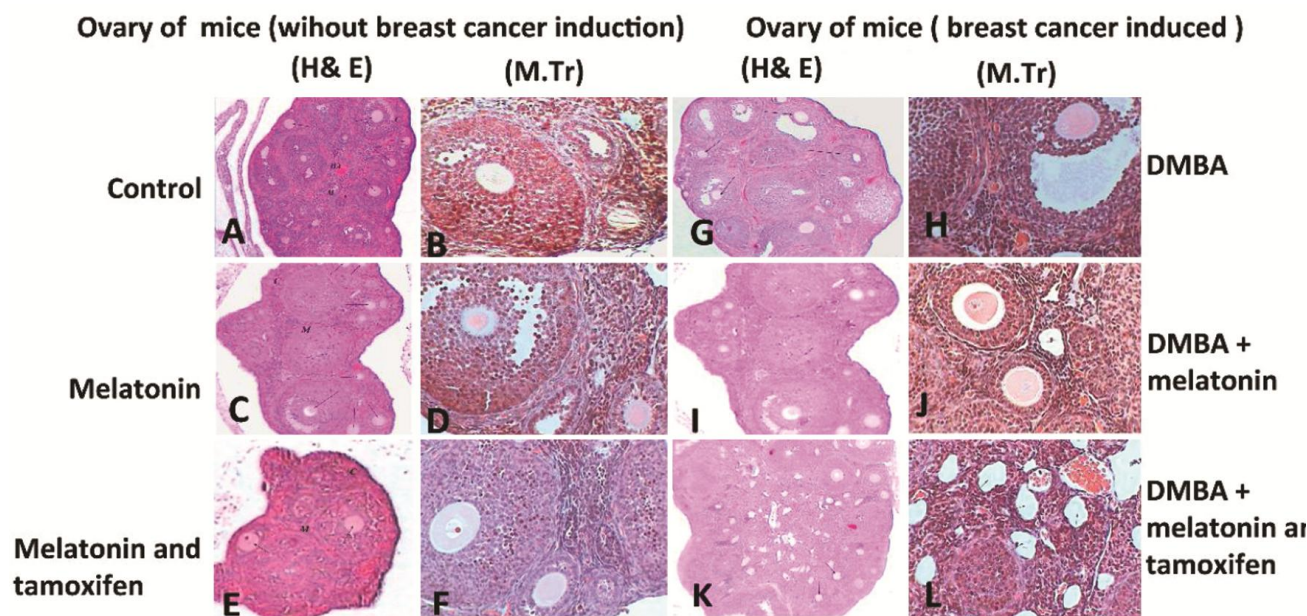 Ovary of mice (wihout breast cancer induction)
Ovary of mice ( breast cancer induced )
(H& E)
(M.Tr)
(H& E)
(M.Tr)
Control
A
B
G
H
DMBA
Melatonin
C
M
D
I
J
DMBA +
melatonin
Melatonin and
tamoxifen
E
M
F
K
L
DMBA +
melatonin ar
tamoxifen